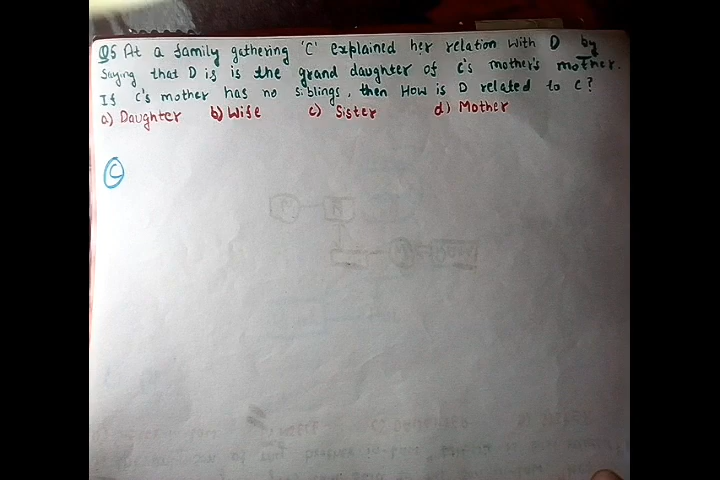 Q5 At a family gathering 'C' explained her relation with D by
saying that D is is the grand daughter of C's mother's mother.
If C's mother has no siblings, then How is D related to C?
a) Daughter b) Wife c) Sister d) Mother
C